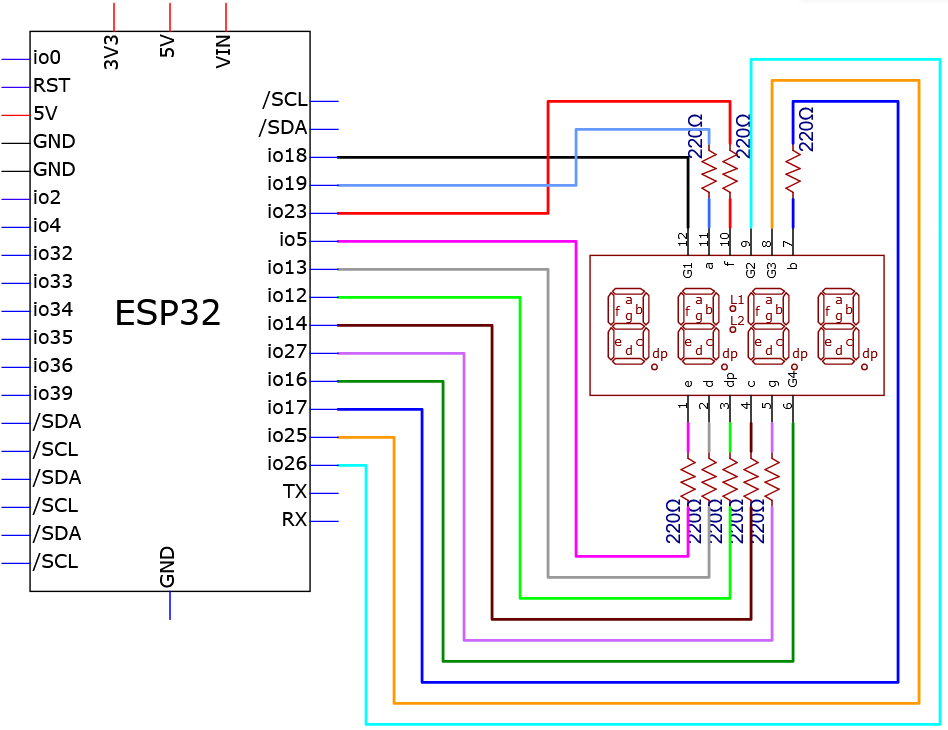 3V3
5V
VIN
io0
RST
5V
GND
GND
io2
io4
io32
io33
io34
io35
io36
io39
/SDA
/SCL
/SDA
/SCL
/SDA
/SCL
ESP32
GND
/SCL
/SDA
io18
io19
io23
io5
io13
io12
io14
io27
io16
io17
io25
io26
TX
RX
220Ω
220Ω
220Ω
12
11
10
9
8
7
G1
a
f
G2
G3
b
a
f
g
b
e
d
c
dp
a
f
g
b
e
d
c
dp
L1
L2
a
f
g
b
e
d
c
dp
a
f
g
b
e
d
c
dp
e
d
dp
c
g
G4
1
2
3
4
5
6
220Ω
220Ω
220Ω
220Ω
220Ω